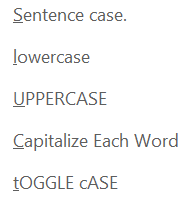 Sentence case.
lowercase
UPPERCASE
Capitalize Each Word
tOGGLE cASE